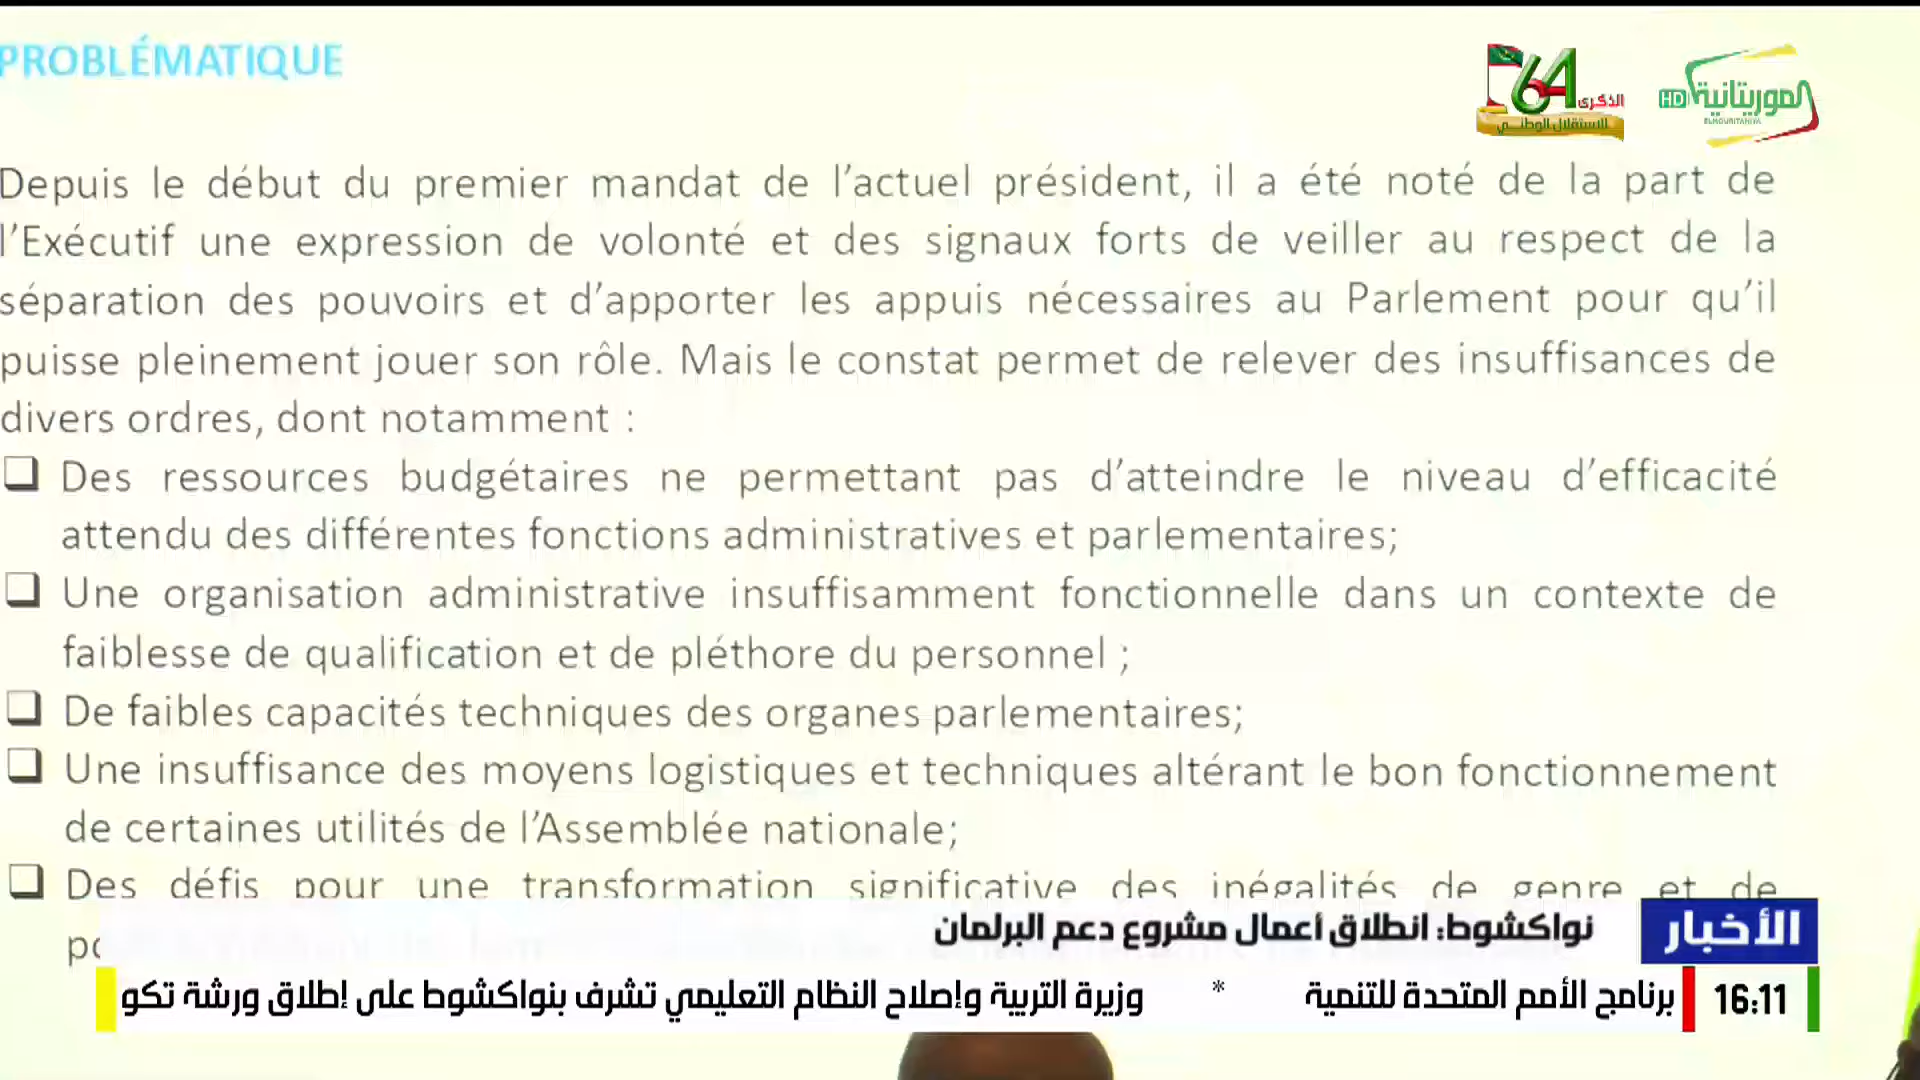 PROBLÉMATIQUE
64
الذكرى
الاستقلال الوطني
الموريتانية
HD
ELMOURITANIYA
Depuis le début du premier mandat de l’actuel président, il a été noté de la part de
l’Exécutif une expression de volonté et des signaux forts de veiller au respect de la
séparation des pouvoirs et d’apporter les appuis nécessaires au Parlement pour qu’il
puisse pleinement jouer son rôle. Mais le constat permet de relever des insuffisances de
divers ordres, dont notamment :
❑ Des ressources budgétaires ne permettant pas d’atteindre le niveau d’efficacité
attendu des différentes fonctions administratives et parlementaires;
❑ Une organisation administrative insuffisamment fonctionnelle dans un contexte de
faiblesse de qualification et de pléthore du personnel ;
❑ De faibles capacités techniques des organes parlementaires;
❑ Une insuffisance des moyens logistiques et techniques altérant le bon fonctionnement
de certaines utilités de l’Assemblée nationale;
❑ Des défis pour une transformation significative des inégalités de genre et de
الأخبار
نواكشوط: انطلاق أعمال مشروع دعم البرلمان
16:11
برنامج الأمم المتحدة للتنمية * وزيرة التربية وإصلاح النظام التعليمي تشرف بنواكشوط على إطلاق ورشة تكو